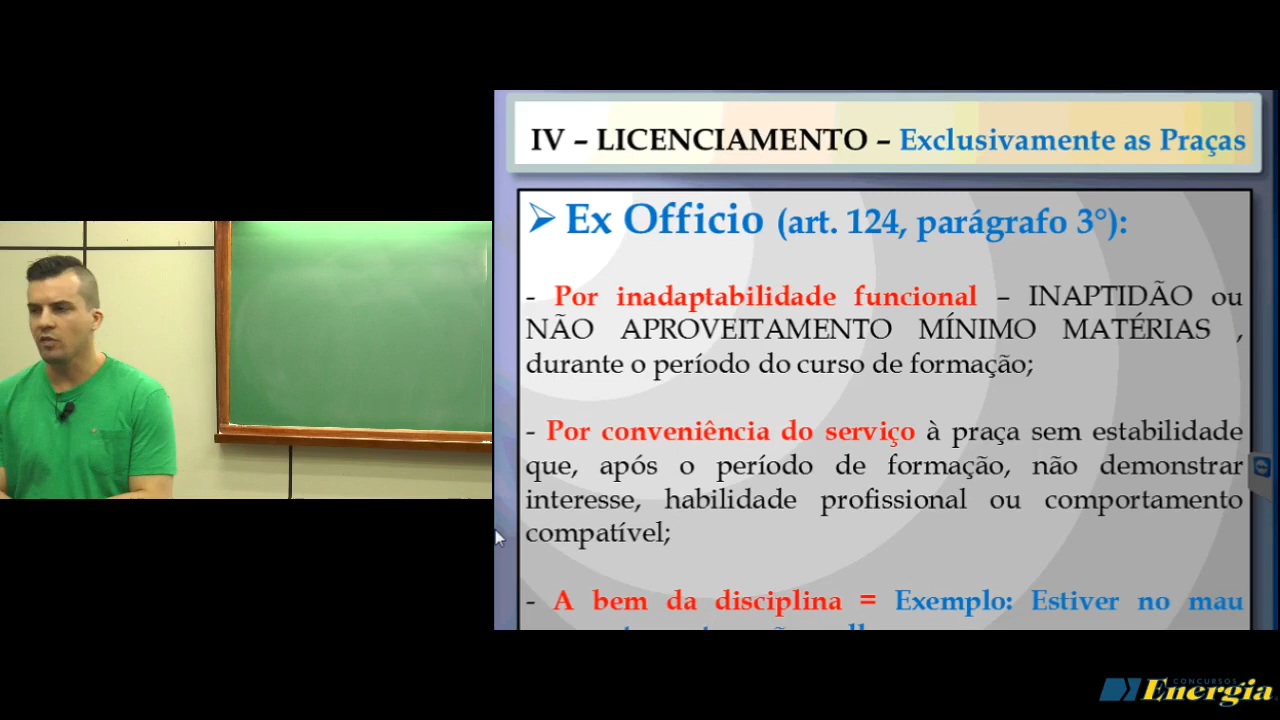 IV – LICENCIAMENTO – Exclusivamente as Praças
Ex Officio (art. 124, parágrafo 3°):
- Por inadaptabilidade funcional – INAPTIDÃO ou
NÃO APROVEITAMENTO MÍNIMO MATÉRIAS ,
durante o período do curso de formação;
- Por conveniência do serviço à praça sem estabilidade
que, após o período de formação, não demonstrar
interesse, habilidade profissional ou comportamento
compatível;
- A bem da disciplina = Exemplo: Estiver no mau
CONCURSOS
Energia